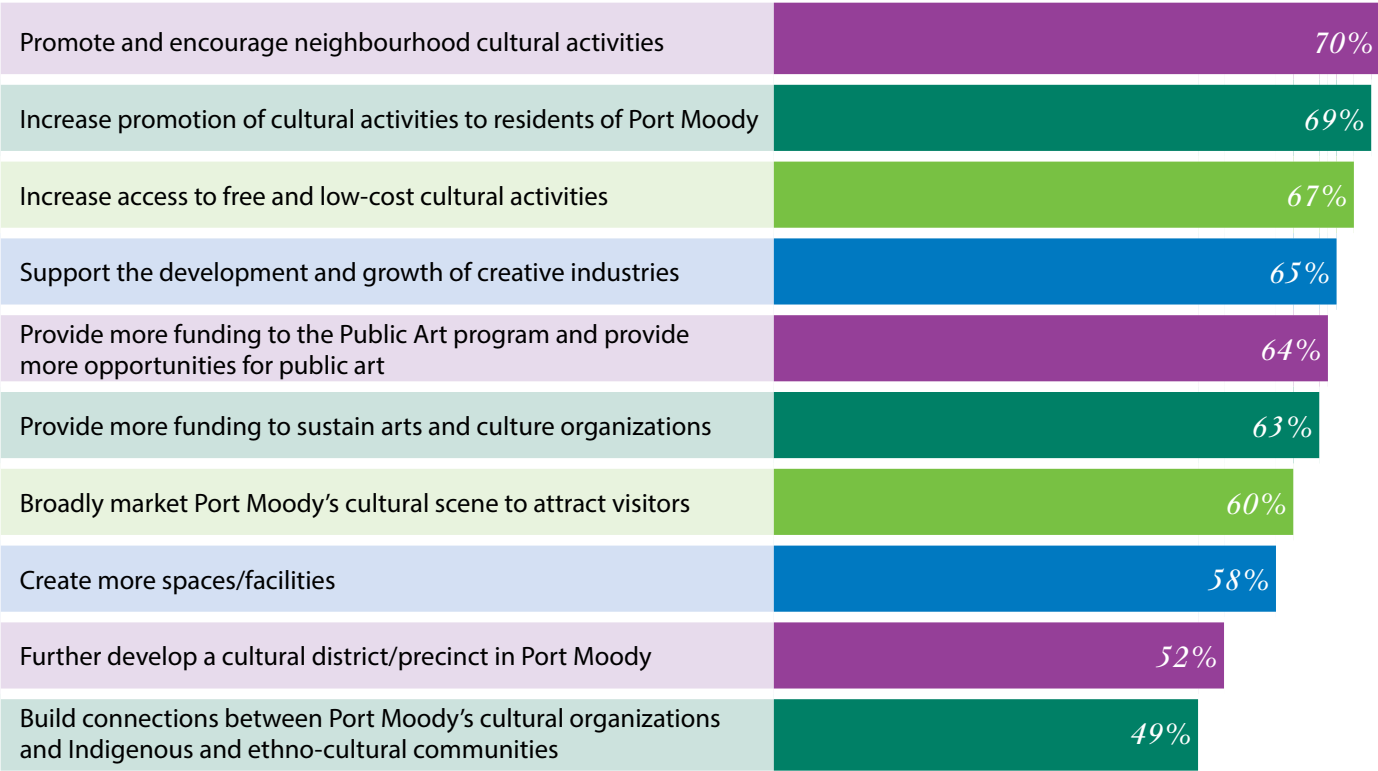 Promote and encourage neighbourhood cultural activities 70%
Increase promotion of cultural activities to residents of Port Moody 69%
Increase access to free and low-cost cultural activities 67%
Support the development and growth of creative industries 65%
Provide more funding to the Public Art program and provide
more opportunities for public art 64%
Provide more funding to sustain arts and culture organizations 63%
Broadly market Port Moody’s cultural scene to attract visitors 60%
Create more spaces/facilities 58%
Further develop a cultural district/precinct in Port Moody 52%
Build connections between Port Moody’s cultural organizations
and Indigenous and ethno-cultural communities 49%